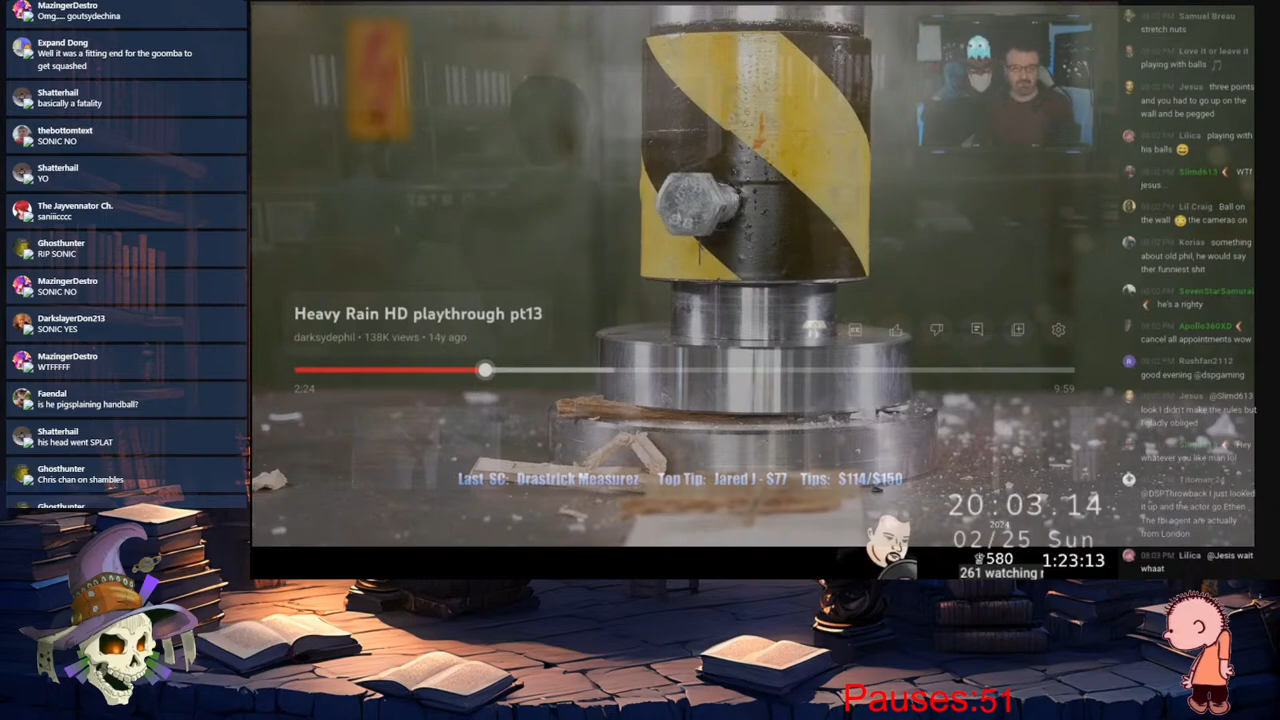 MazingerDestro
Omg.... goutsydechina
Expand Dong
Well it was a fitting end for the goomba to
get squashed
Shatterhail
basically a fatality
thebottomtext
SONIC NO
Shatterhail
YO
The Jayvennator Ch.
saniiicccc
Ghosthunter
RIP SONIC
MazingerDestro
SONIC NO
DarkslayerDon213
SONIC YES
MazingerDestro
WTFFFFF
Faendal
is he pigsplaining handball?
Shatterhail
his head went SPLAT
Ghosthunter
Chris chan on shambles
Ghosthunter
Heavy Rain HD playthrough pt13
darksydephil • 138K views • 14y ago
2:24
9:59
Last SC: Drastrick Measurez Top Tip: Jared J - $77 Tips: $114/$150
20:03.14
2024
02/25 Sun
580
1:23:13
261 watching
Samuel Breau
stretch nuts
Love it or leave it
playing with balls
Jesus three points
and you had to go up on the
wall and be pegged
Lilica playing with
his balls
Slimd613 WTf
jesus...
Lil Craig Ball on
the wall the cameras on
Korias something
about old phil, he would say
ther funniest shit
SevenStarSamurai
he's a righty
Apollo360XD
cancel all appointments wow
Rushfan2112
good evening @dspgaming
Jesus @Slimd613
look I didn't make the rules but
I gladly obliged
Hey
whatever you like man lol
Titoman
@DSPThrowback I just looked
it up and the actor go Ethen
The fbi agent are actually
from London
08:03 PM Lilica @Jesis wait
whaat
Pauses:51